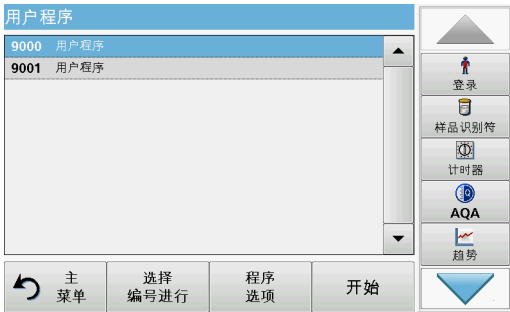 用户程序
9000 用户程序
9001 用户程序
主
菜单
选择
编号进行
程序
选项
开始
登录
样品识别符
计时器
AQA
趋势